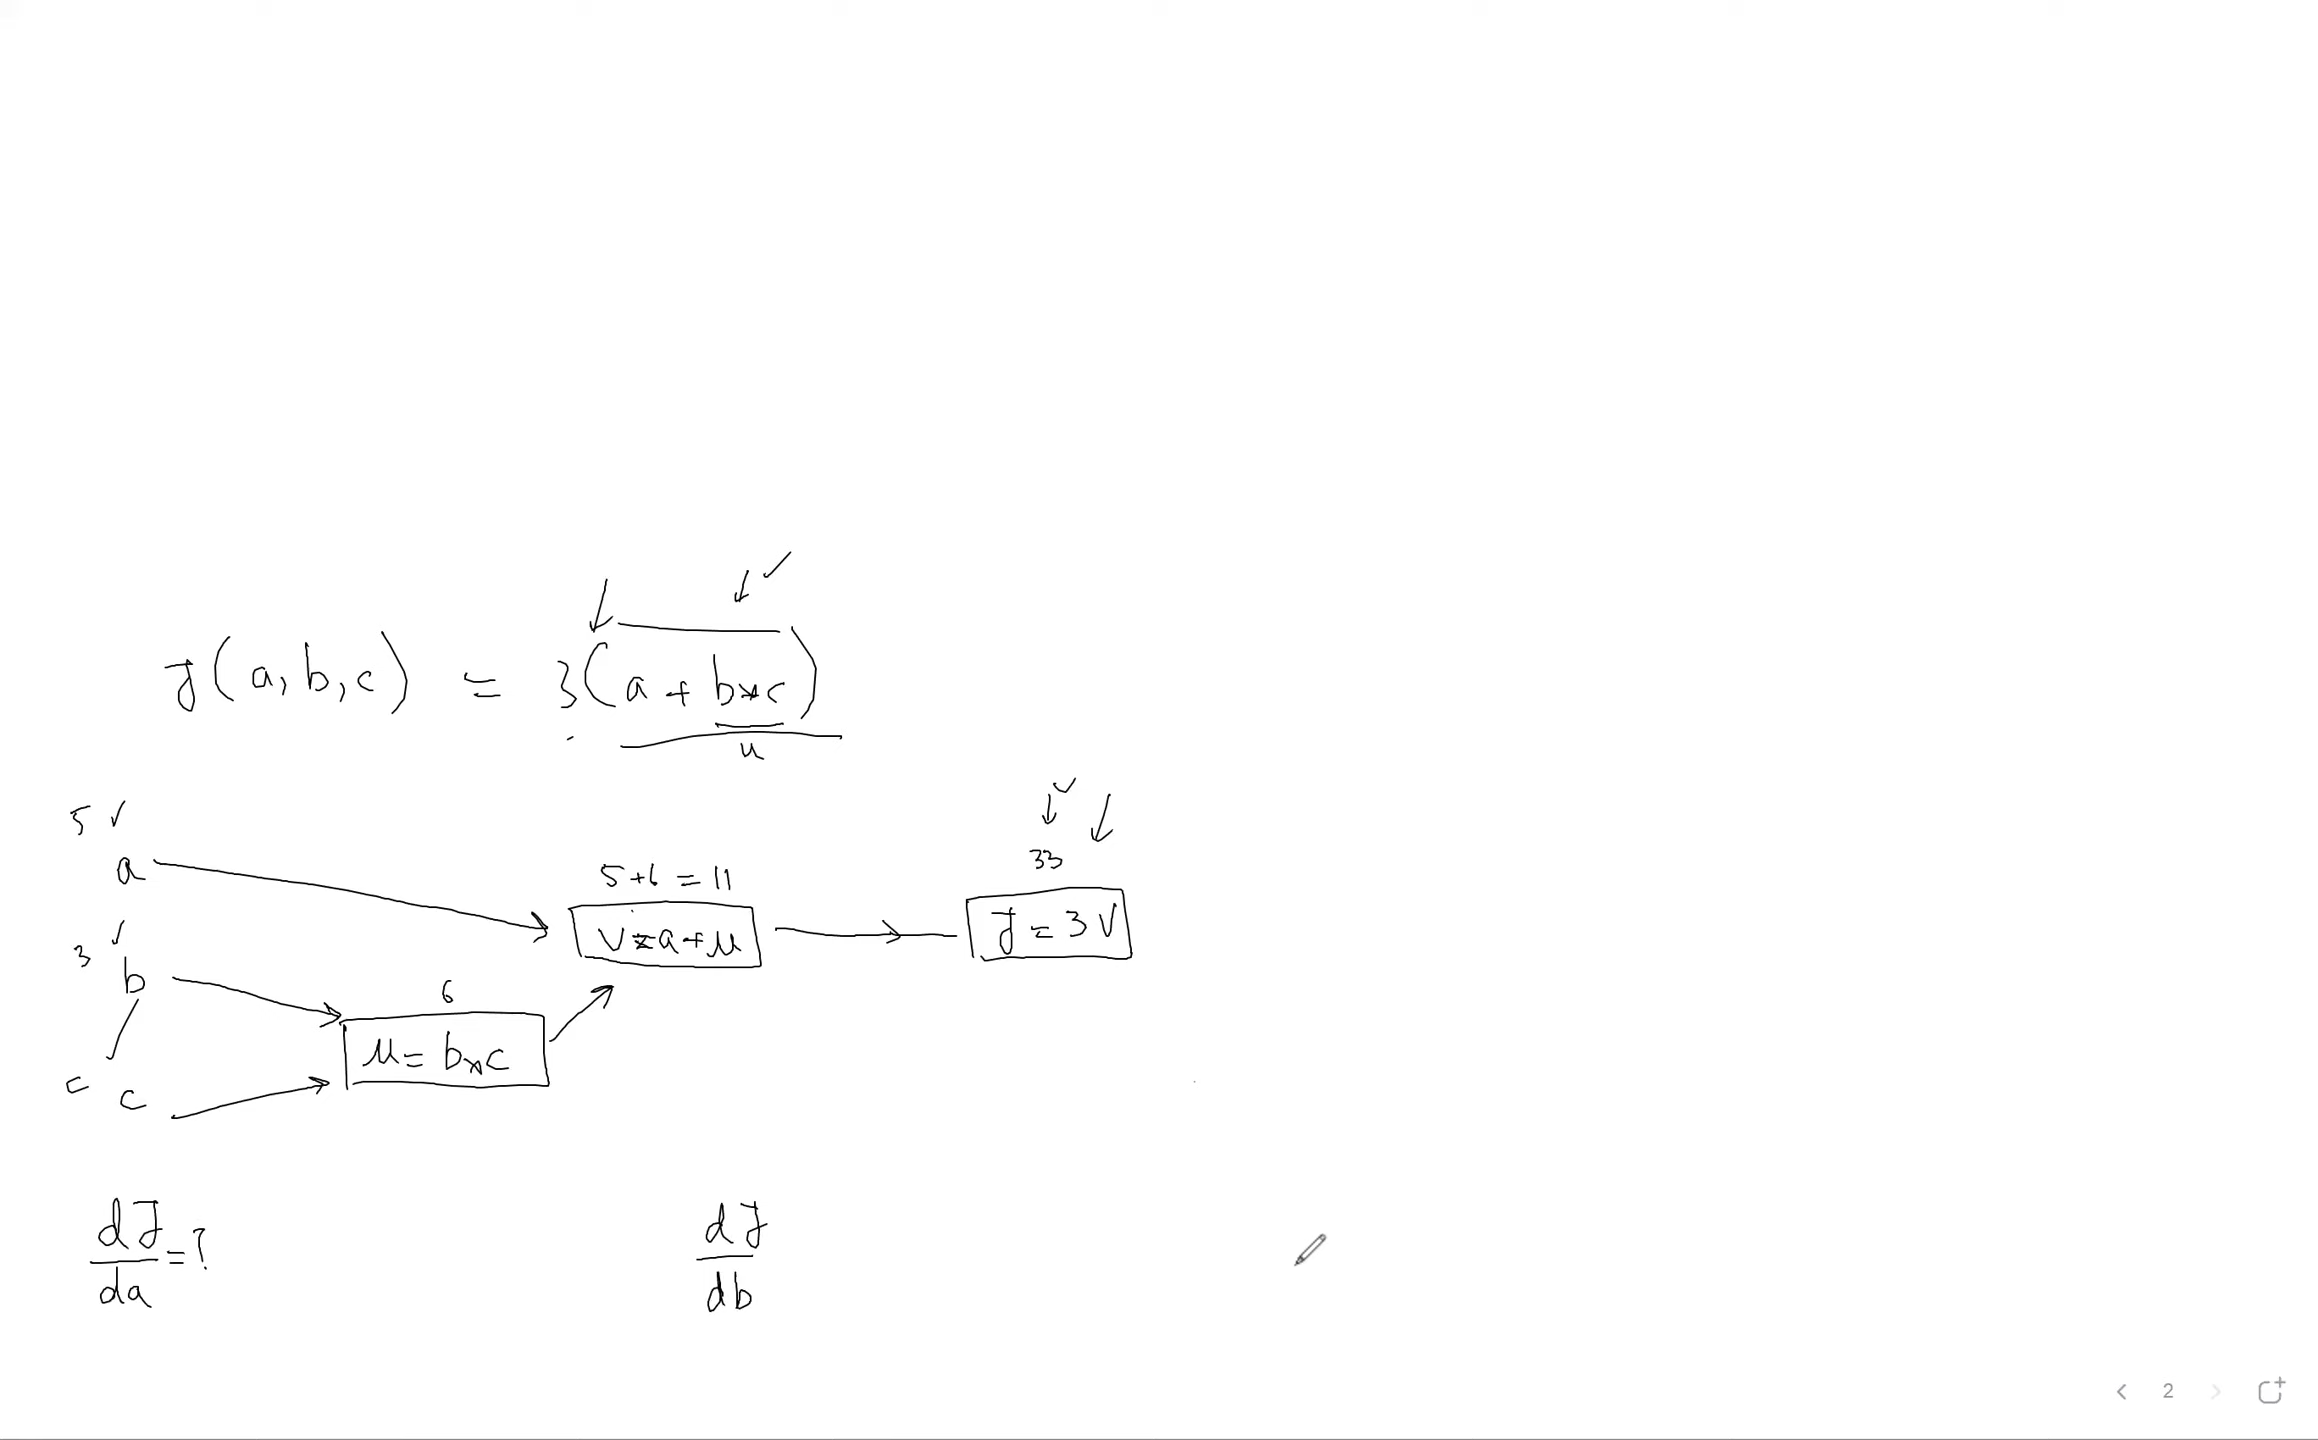 J(a,b,c) = 3(a + b*c)
u
5
a
33
5+6 = 11
v=a+u
J = 3v
3
b
6
u= b*c
c
dJ/da =?
dJ/db
2